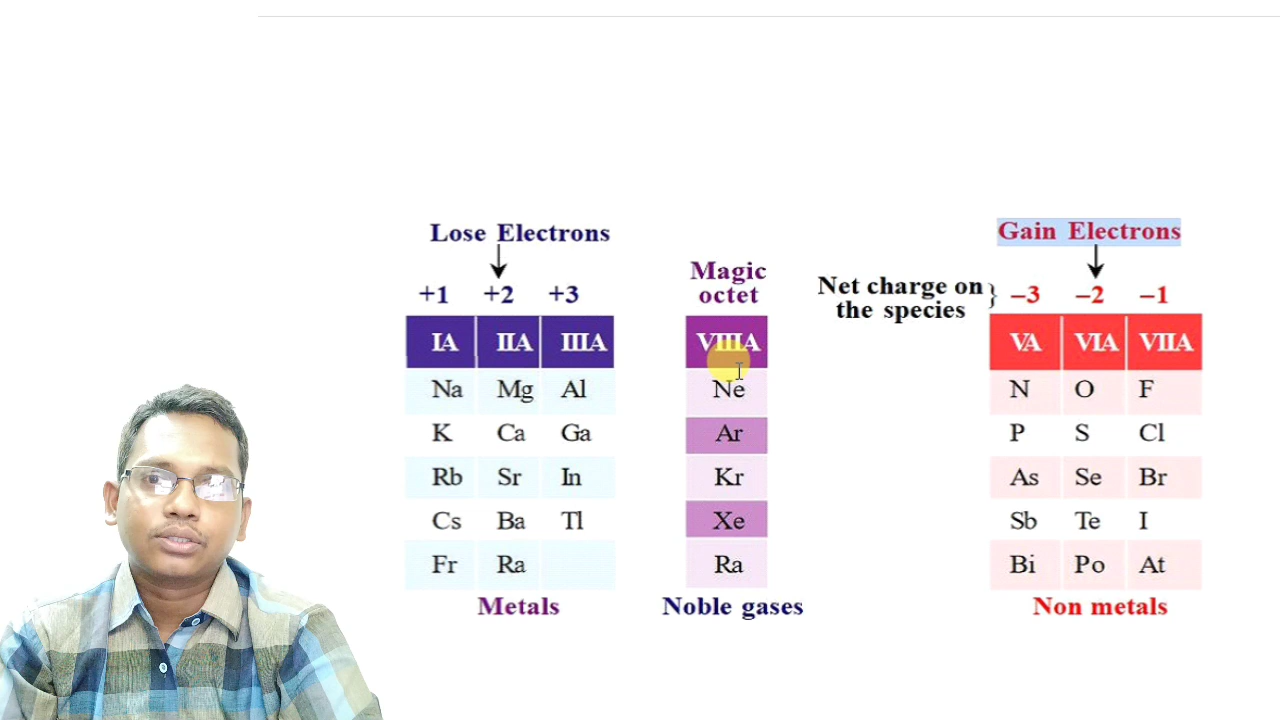 Lose Electrons
+1 +2 +3
IA IIA IIIA
Na Mg Al
K Ca Ga
Rb Sr In
Cs Ba Tl
Fr Ra
Metals
Magic
octet
VIIIA
Ne
Ar
Kr
Xe
Ra
Noble gases
Gain Electrons
Net charge on
the species
} –3 –2 –1
VA VIA VIIA
N O F
P S Cl
As Se Br
Sb Te I
Bi Po At
Non metals